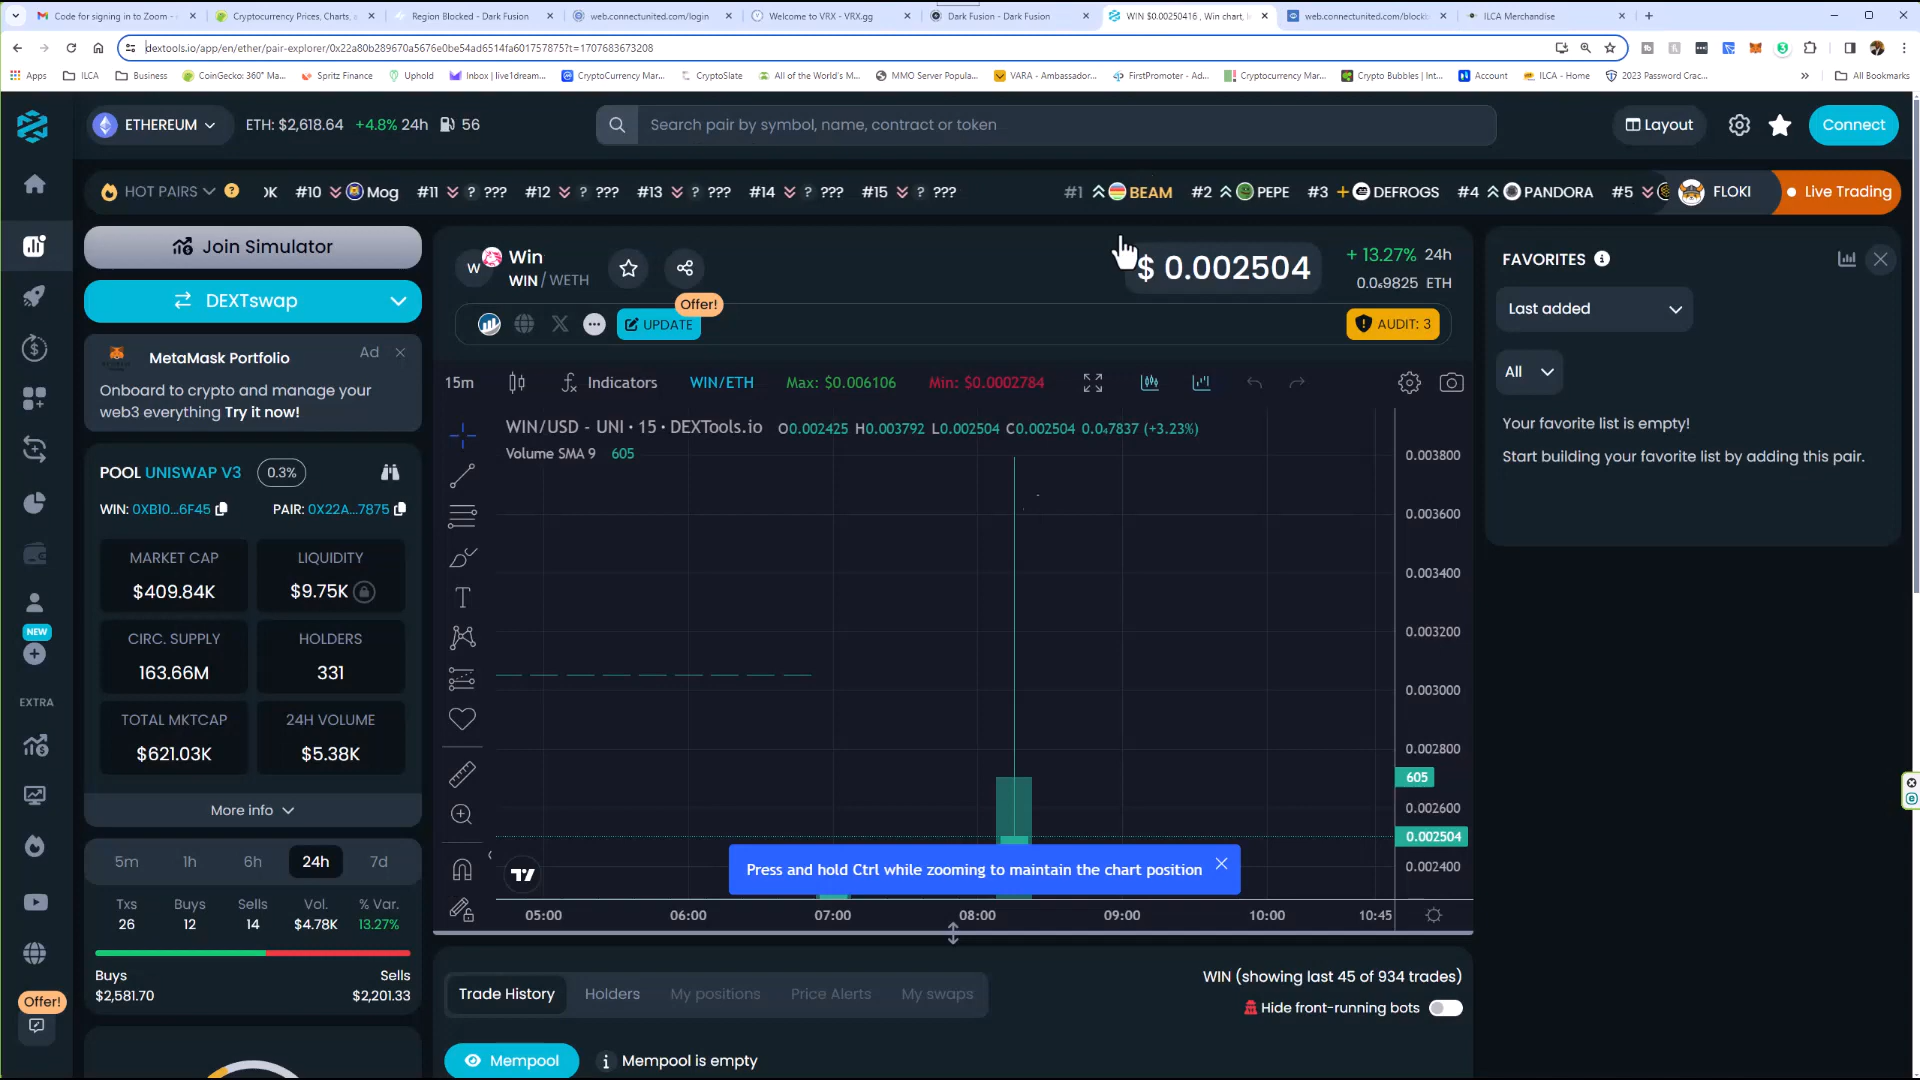 Code for signing in to Zoom -
Cryptocurrency Prices, Charts, a
Region Blocked - Dark Fusion
web.connectunited.com/login
Welcome to VRX - VRX.gg
Dark Fusion - Dark Fusion
WIN $0.00250416 , Win chart,
web.connectunited.com/block
ILCA Merchandise
dextools.io/app/en/ether/pair-explorer/0x22a80b289670a5676e0be54ad6514fa601757875?t=1707683673208
Apps
ILCA
Business
CoinGecko: 360° Ma...
Spritz Finance
Uphold
Inbox | live1dream...
CryptoCurrency Mar...
CryptoSlate
All of the World's M...
MMO Server Popula...
VARA - Ambassador...
FirstPromoter - Ad...
Cryptocurrency Mar...
Crypto Bubbles | Int...
Account
ILCA - Home
2023 Password Crac...
All Bookmarks
ETHEREUM
ETH: $2,618.64 +4.8% 24h 56
Search pair by symbol, name, contract or token
Layout
Connect
HOT PAIRS ?
OK #10 Mog #11 ? ??? #12 ? ??? #13 ? ??? #14 ? ??? #15 ? ???
#1 BEAM #2 PEPE #3 + DEFROGS #4 PANDORA #5 FLOKI
Live Trading
Join Simulator
DEXTswap
MetaMask Portfolio
Ad
Onboard to crypto and manage your
web3 everything Try it now!
POOL UNISWAP V3 0.3%
WIN: 0XB10...6F45
PAIR: 0X22A...7875
MARKET CAP
$409.84K
LIQUIDITY
$9.75K
CIRC. SUPPLY
163.66M
HOLDERS
331
TOTAL MKTCAP
$621.03K
24H VOLUME
$5.38K
More info
5m 1h 6h 24h 7d
Txs Buys Sells Vol. % Var.
26 12 14 $4.78K 13.27%
Buys Sells
$2,581.70 $2,201.33
NEW
EXTRA
Offer!
W
Win
WIN / WETH
$ 0.002504
+ 13.27% 24h
0.0₆9825 ETH
Offer!
UPDATE
AUDIT: 3
15m
Indicators
WIN/ETH
Max: $0.006106
Min: $0.0002784
WIN/USD - UNI · 15 · DEXTools.io O0.002425 H0.003792 L0.002504 C0.002504 0.0₄7837 (+3.23%)
Volume SMA 9 605
0.003800
0.003600
0.003400
0.003200
0.003000
0.002800
605
0.002600
0.002504
0.002400
Press and hold Ctrl while zooming to maintain the chart position
05:00 06:00 07:00 08:00 09:00 10:00 10:45
Trade History
Holders
My positions
Price Alerts
My swaps
WIN (showing last 45 of 934 trades)
Hide front-running bots
Mempool
Mempool is empty
FAVORITES
Last added
All
Your favorite list is empty!
Start building your favorite list by adding this pair.